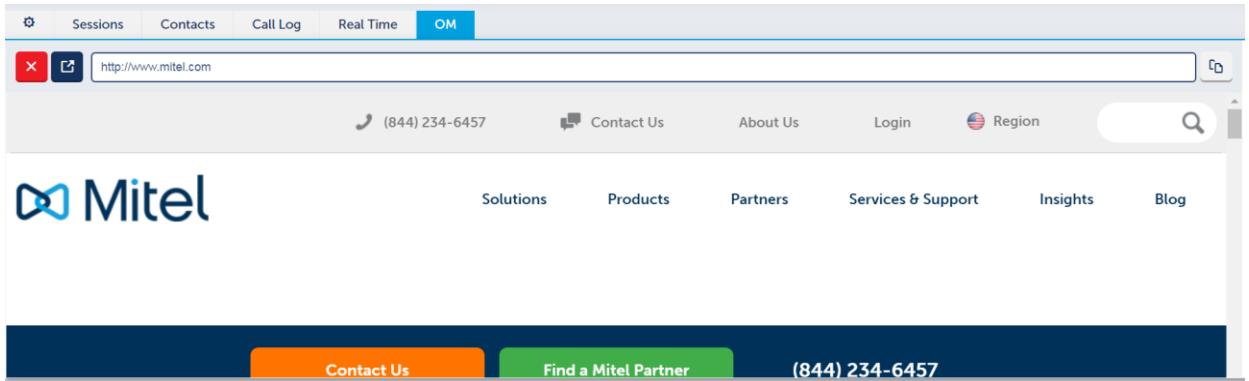 Sessions Contacts Call Log Real Time OM
http://www.mitel.com
(844) 234-6457 Contact Us About Us Login Region
Mitel Solutions Products Partners Services & Support Insights Blog
Contact Us Find a Mitel Partner (844) 234-6457